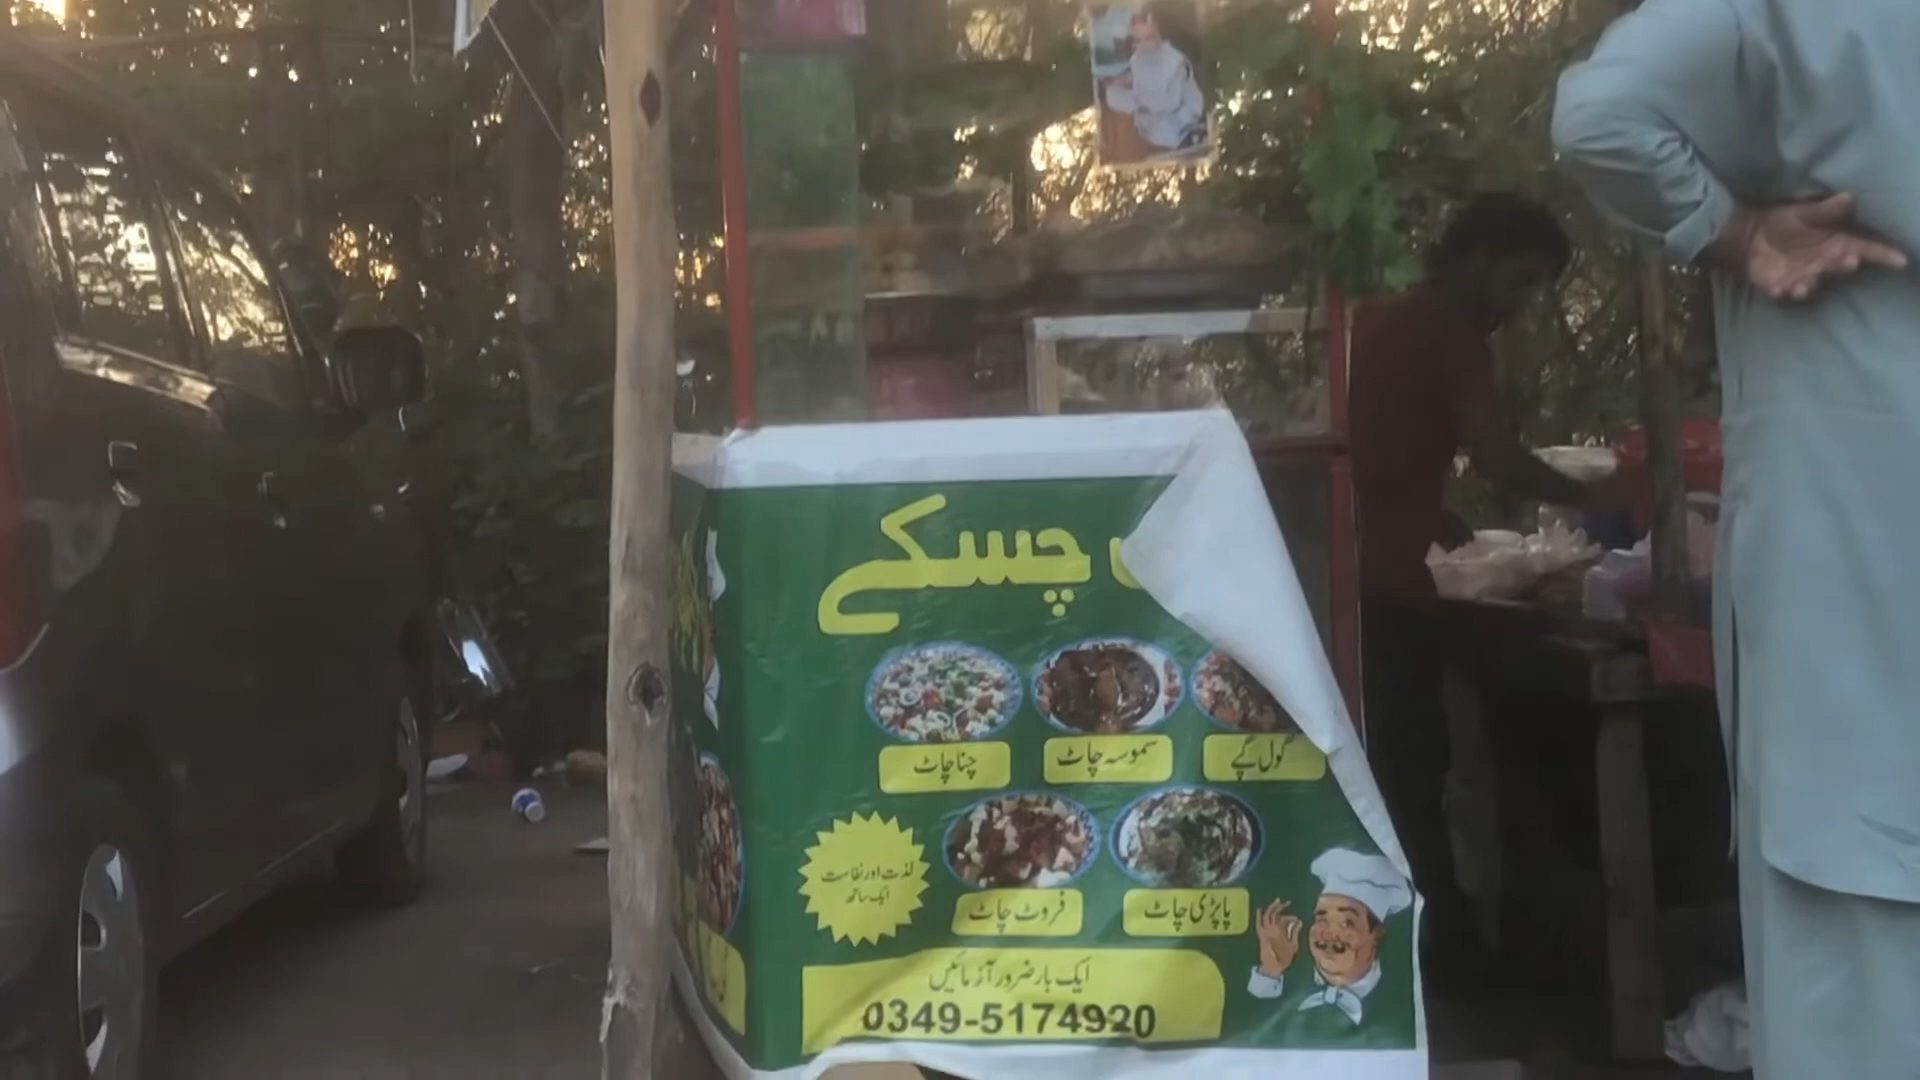 چسکے
چنا چاٹ
سموسہ چاٹ
گول گپے
لذت اور نفاست
ایک ساتھ
فروٹ چاٹ
پاپڑی چاٹ
ایک بار ضرور آزمائیں
0349-5174920